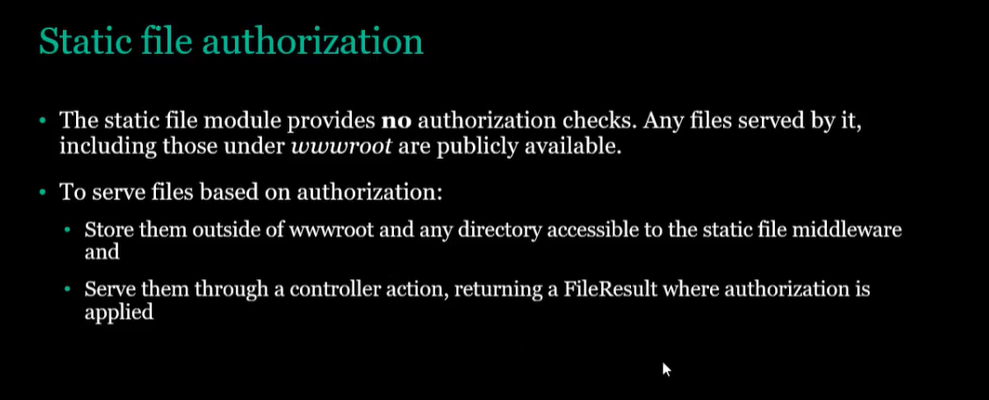 Static file authorization
• The static file module provides no authorization checks. Any files served by it,
including those under wwwroot are publicly available.
• To serve files based on authorization:
• Store them outside of wwwroot and any directory accessible to the static file middleware
and
• Serve them through a controller action, returning a FileResult where authorization is
applied